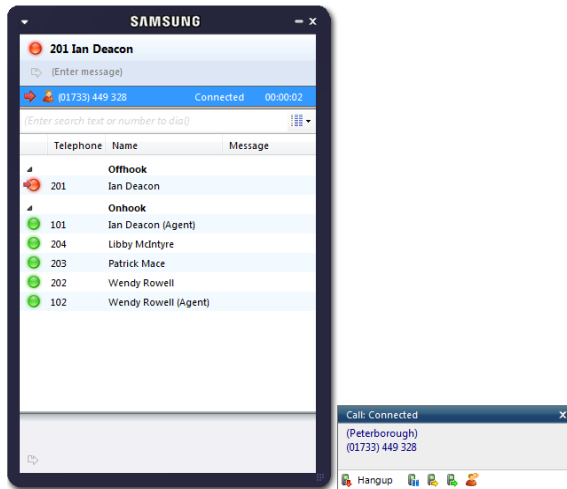 SAMSUNG
201 Ian Deacon
(Enter message)
(01733) 449 328 Connected 00:00:02
(Enter search text or number to dial)
Telephone Name Message
Offhook
201 Ian Deacon
Onhook
101 Ian Deacon (Agent)
204 Libby McIntyre
203 Patrick Mace
202 Wendy Rowell
102 Wendy Rowell (Agent)
Call: Connected
(Peterborough)
(01733) 449 328
Hangup